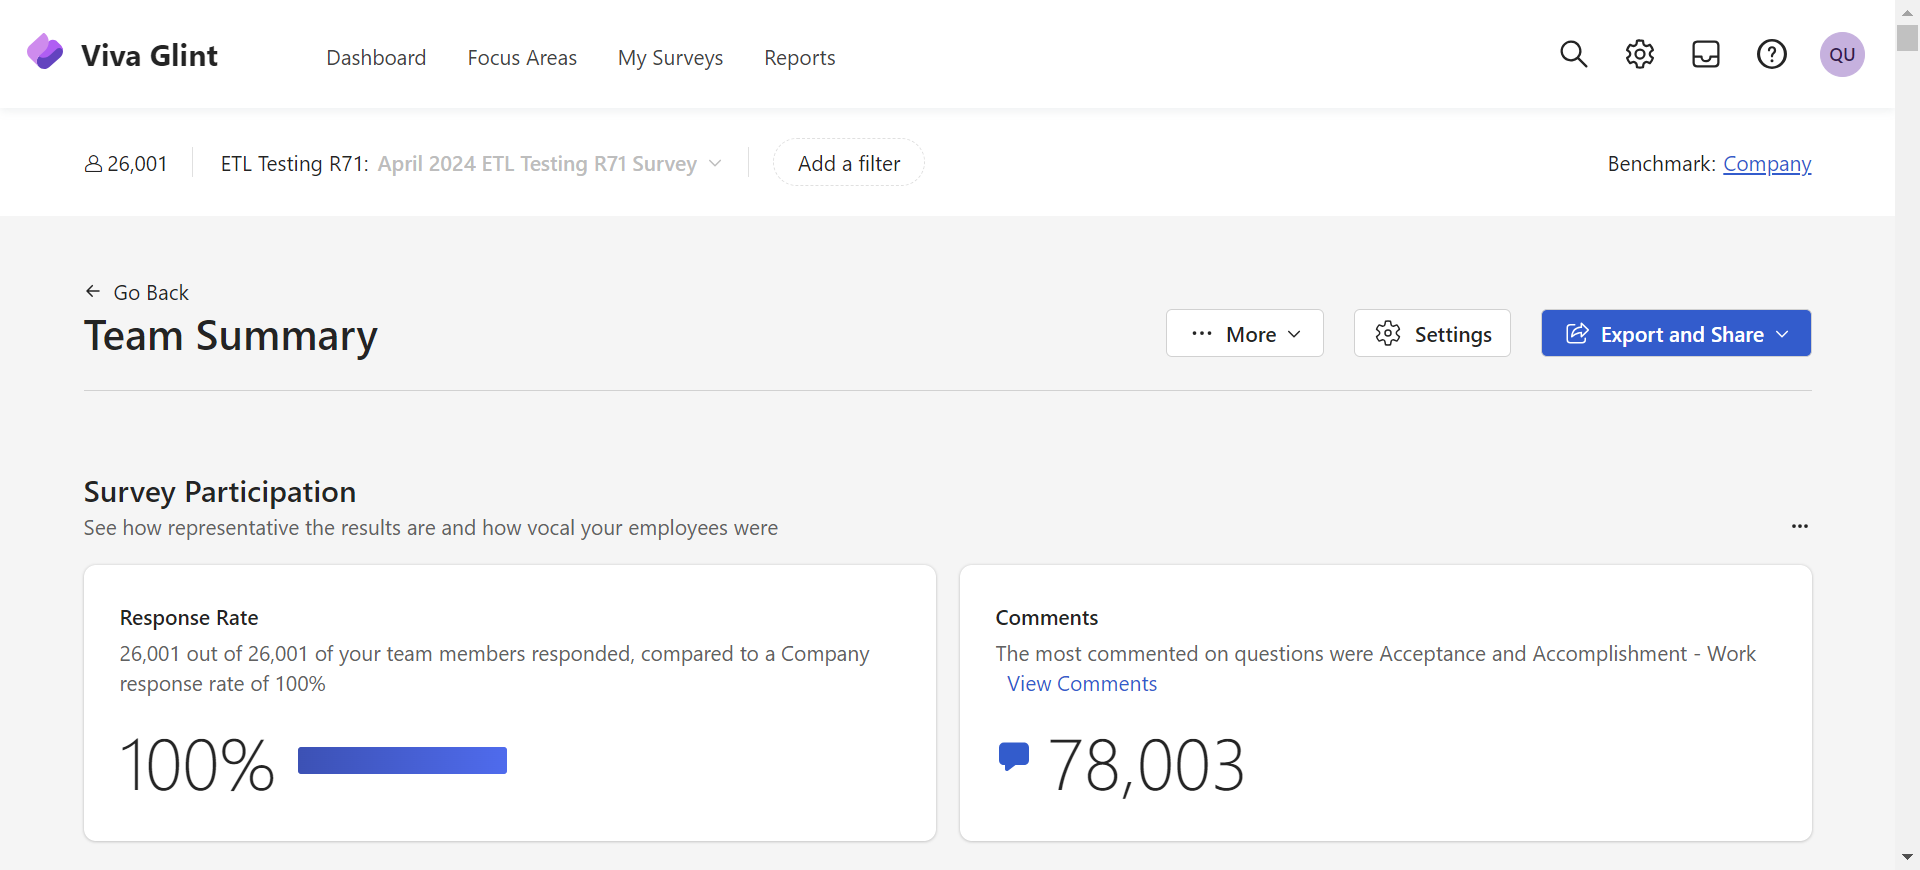 Viva Glint
Dashboard
Focus Areas
My Surveys
Reports
QU
26,001
ETL Testing R71: April 2024 ETL Testing R71 Survey
Add a filter
Benchmark: Company
Go Back
Team Summary
More
Settings
Export and Share
Survey Participation
See how representative the results are and how vocal your employees were
Response Rate
26,001 out of 26,001 of your team members responded, compared to a Company
response rate of 100%
100%
Comments
The most commented on questions were Acceptance and Accomplishment - Work
View Comments
78,003